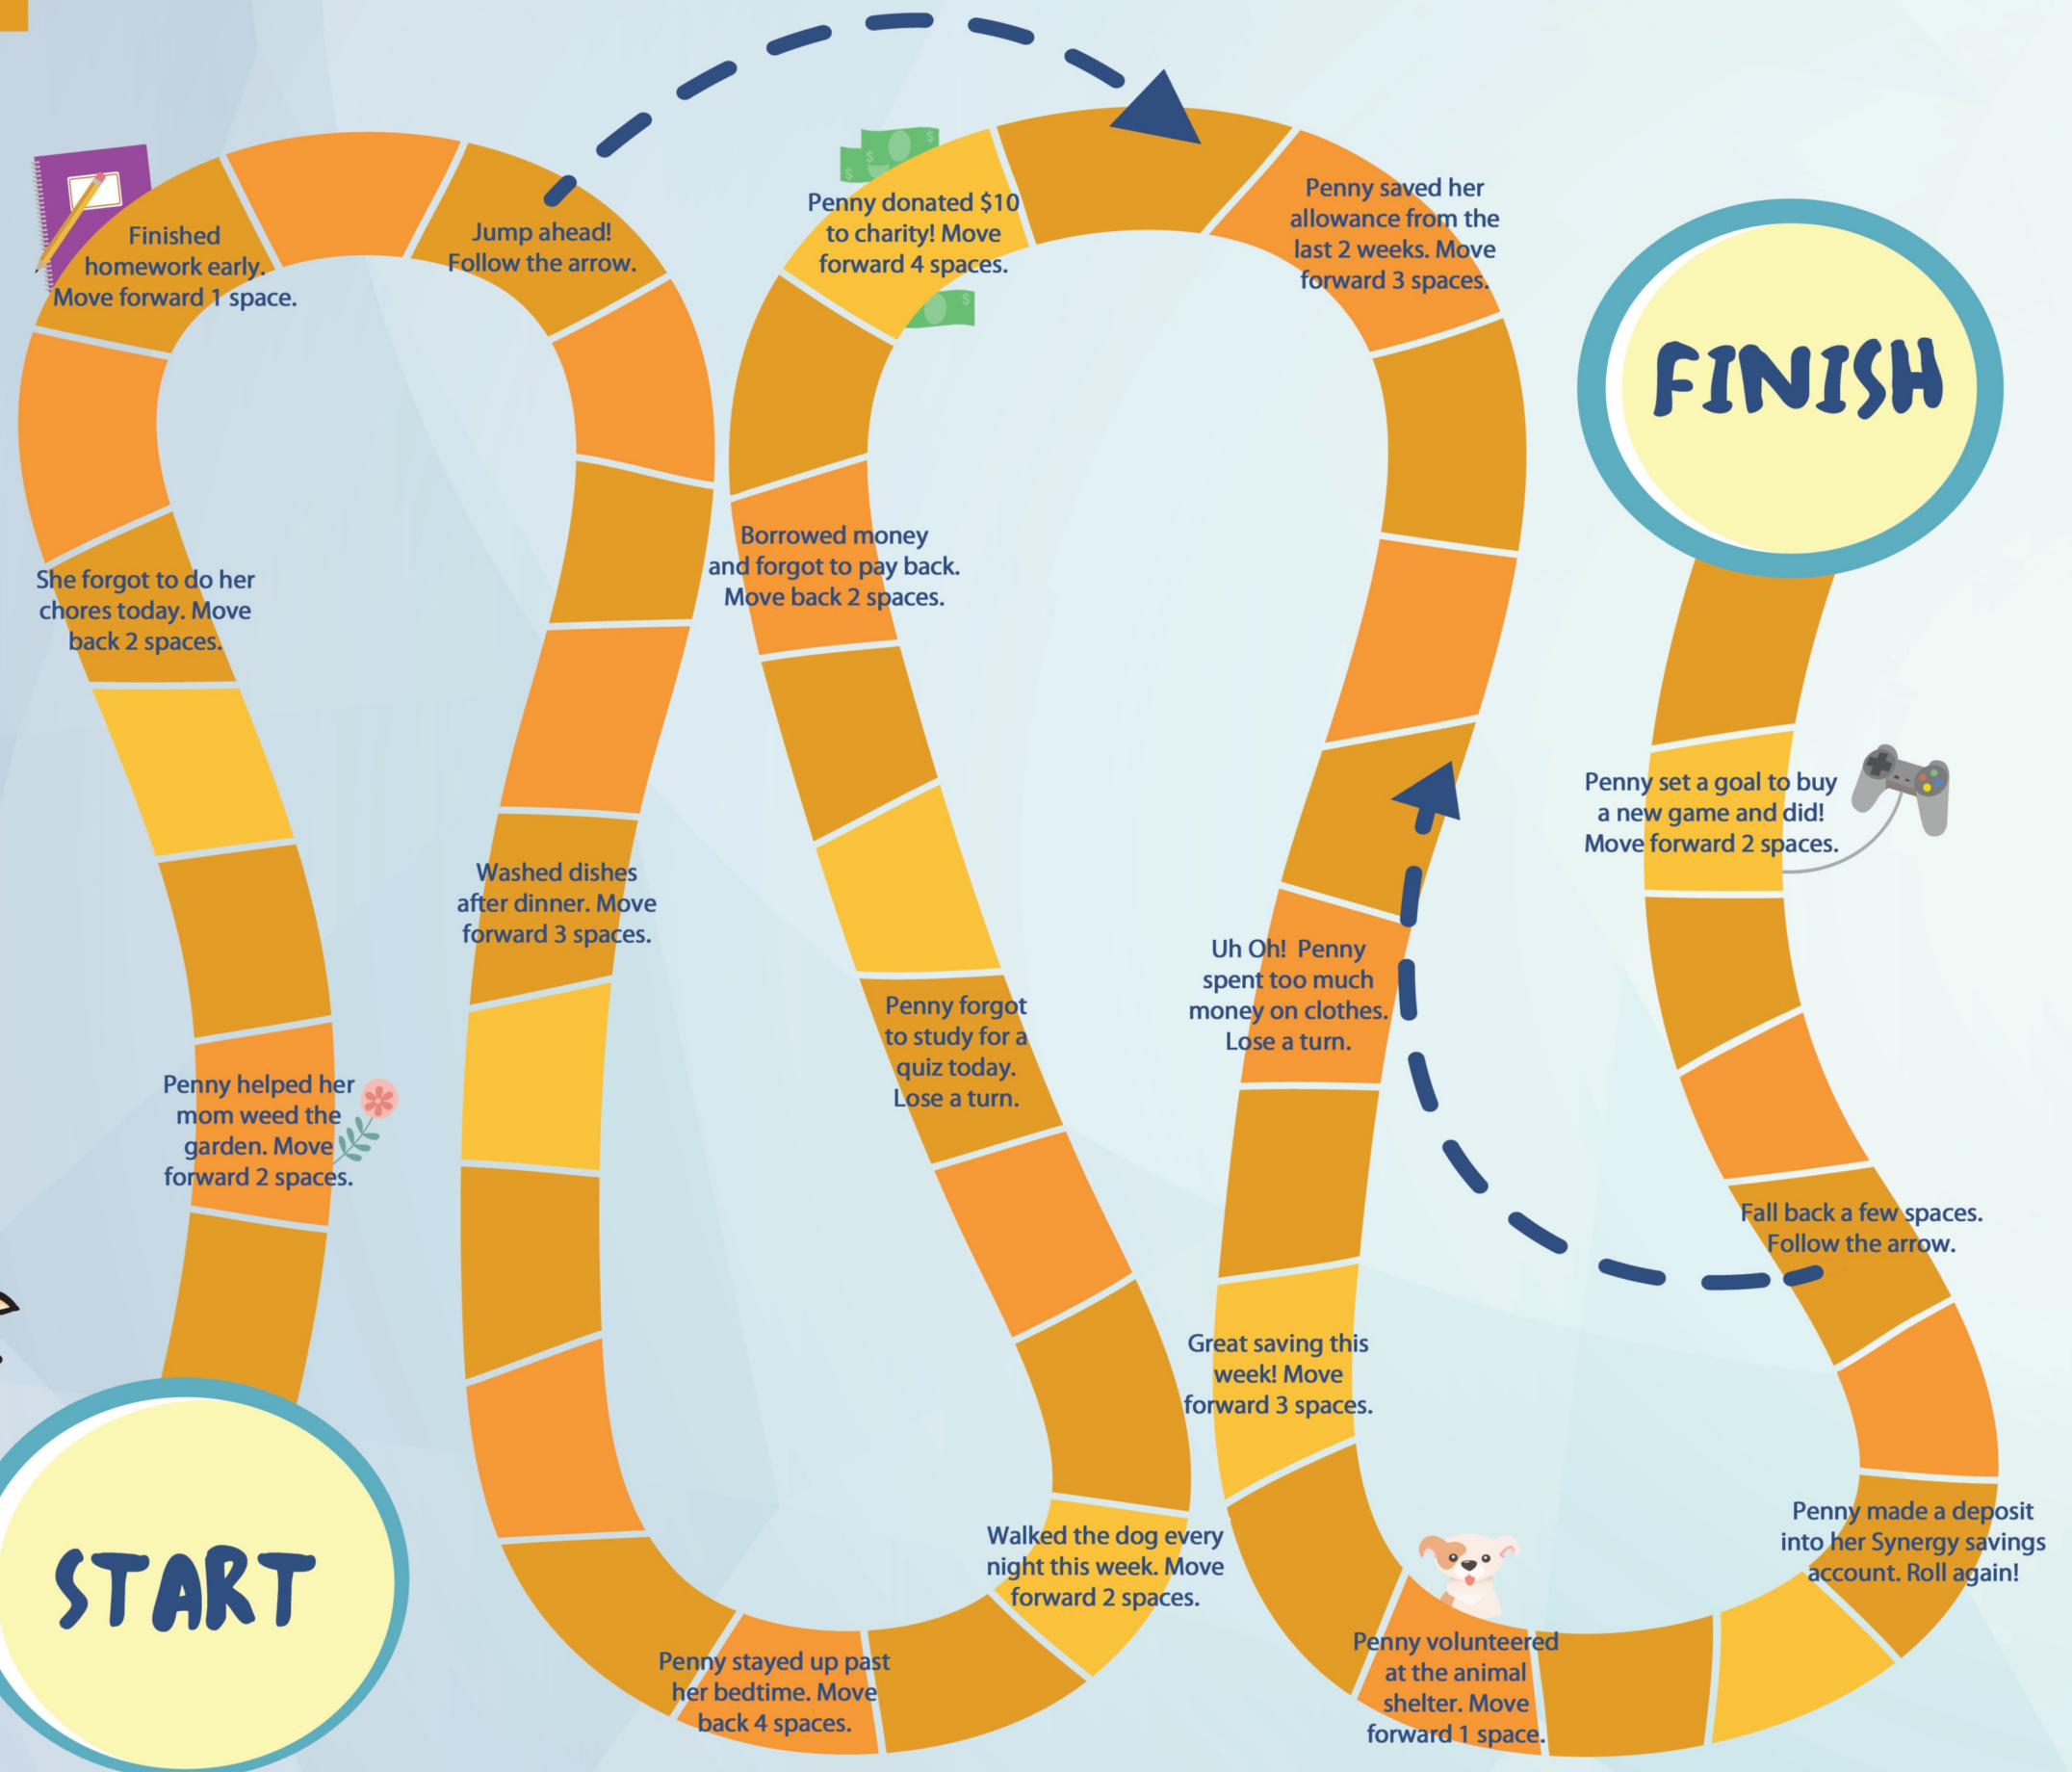 START
Penny helped her
mom weed the
garden. Move
forward 2 spaces.
She forgot to do her
chores today. Move
back 2 spaces.
Finished
homework early.
Move forward 1 space.
Jump ahead!
Follow the arrow.
Washed dishes
after dinner. Move
forward 3 spaces.
Penny stayed up past
her bedtime. Move
back 4 spaces.
Walked the dog every
night this week. Move
forward 2 spaces.
Penny forgot
to study for a
quiz today.
Lose a turn.
Borrowed money
and forgot to pay back.
Move back 2 spaces.
Penny donated $10
to charity! Move
forward 4 spaces.
Penny saved her
allowance from the
last 2 weeks. Move
forward 3 spaces.
Uh Oh! Penny
spent too much
money on clothes.
Lose a turn.
Great saving this
week! Move
forward 3 spaces.
Penny volunteered
at the animal
shelter. Move
forward 1 space.
Penny made a deposit
into her Synergy savings
account. Roll again!
Fall back a few spaces.
Follow the arrow.
Penny set a goal to buy
a new game and did!
Move forward 2 spaces.
FINISH